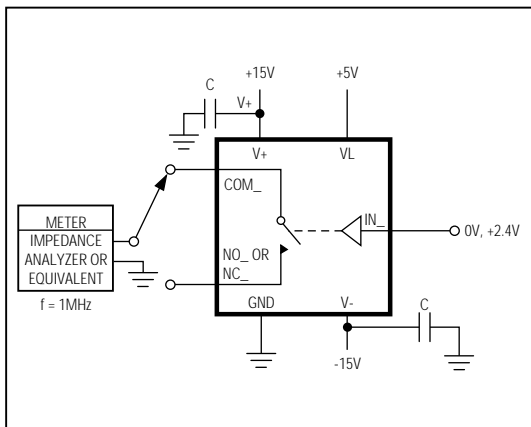 +15V
+5V
C
V+
V+
VL
COM_
IN_
0V, +2.4V
METER
IMPEDANCE
ANALYZER OR
EQUIVALENT
f = 1MHz
NO_ OR
NC_
GND
V-
C
-15V